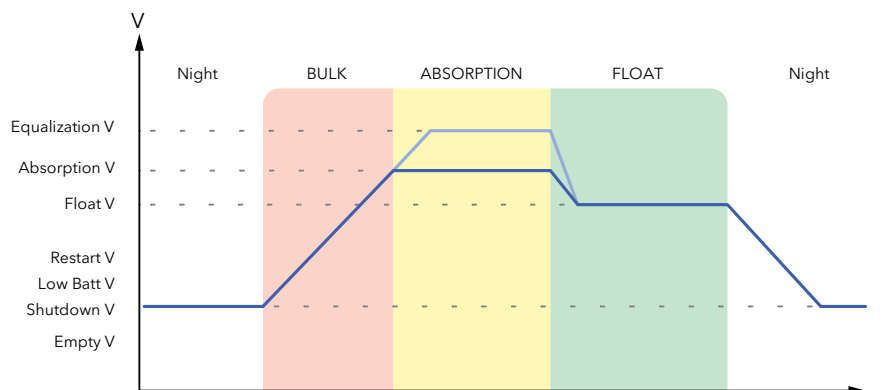 V
Night BULK ABSORPTION FLOAT Night
Equalization V
Absorption V
Float V
Restart V
Low Batt V
Shutdown V
Empty V